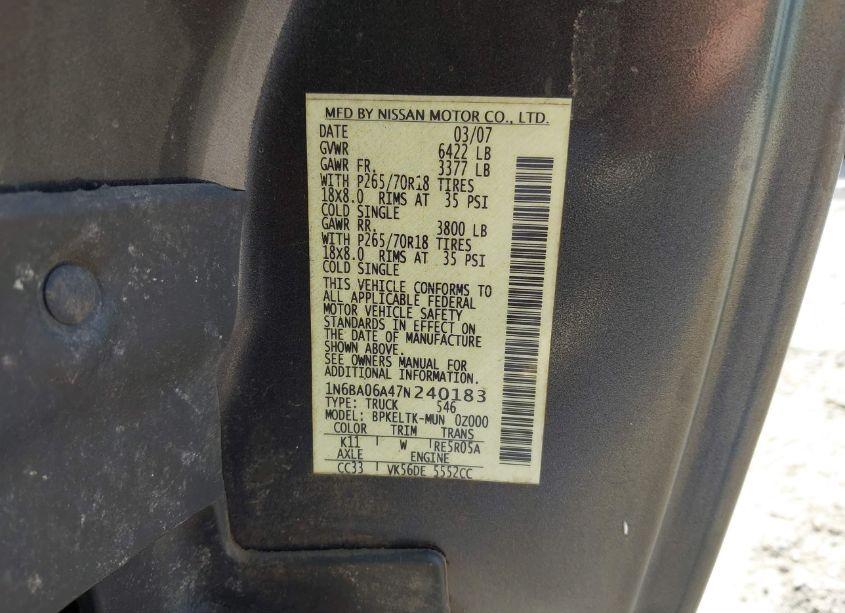 MFD BY NISSAN MOTOR CO., LTD.
DATE 03/07
GVWR 6422 LB
GAWR FR. 3377 LB
WITH P265/70R18 TIRES
18X8.0 RIMS AT 35 PSI
COLD SINGLE
GAWR RR. 3800 LB
WITH P265/70R18 TIRES
18X8.0 RIMS AT 35 PSI
COLD SINGLE
THIS VEHICLE CONFORMS TO
ALL APPLICABLE FEDERAL
MOTOR VEHICLE SAFETY
STANDARDS IN EFFECT ON
THE DATE OF MANUFACTURE
SHOWN ABOVE.
SEE OWNERS MANUAL FOR
ADDITIONAL INFORMATION.
1N6BA06A47N240183
TYPE: TRUCK 546
MODEL: BPKELTK-MUN 0Z000
COLOR TRIM TRANS
K11 W RE5R05A
AXLE ENGINE
CC33 VK56DE 5552CC